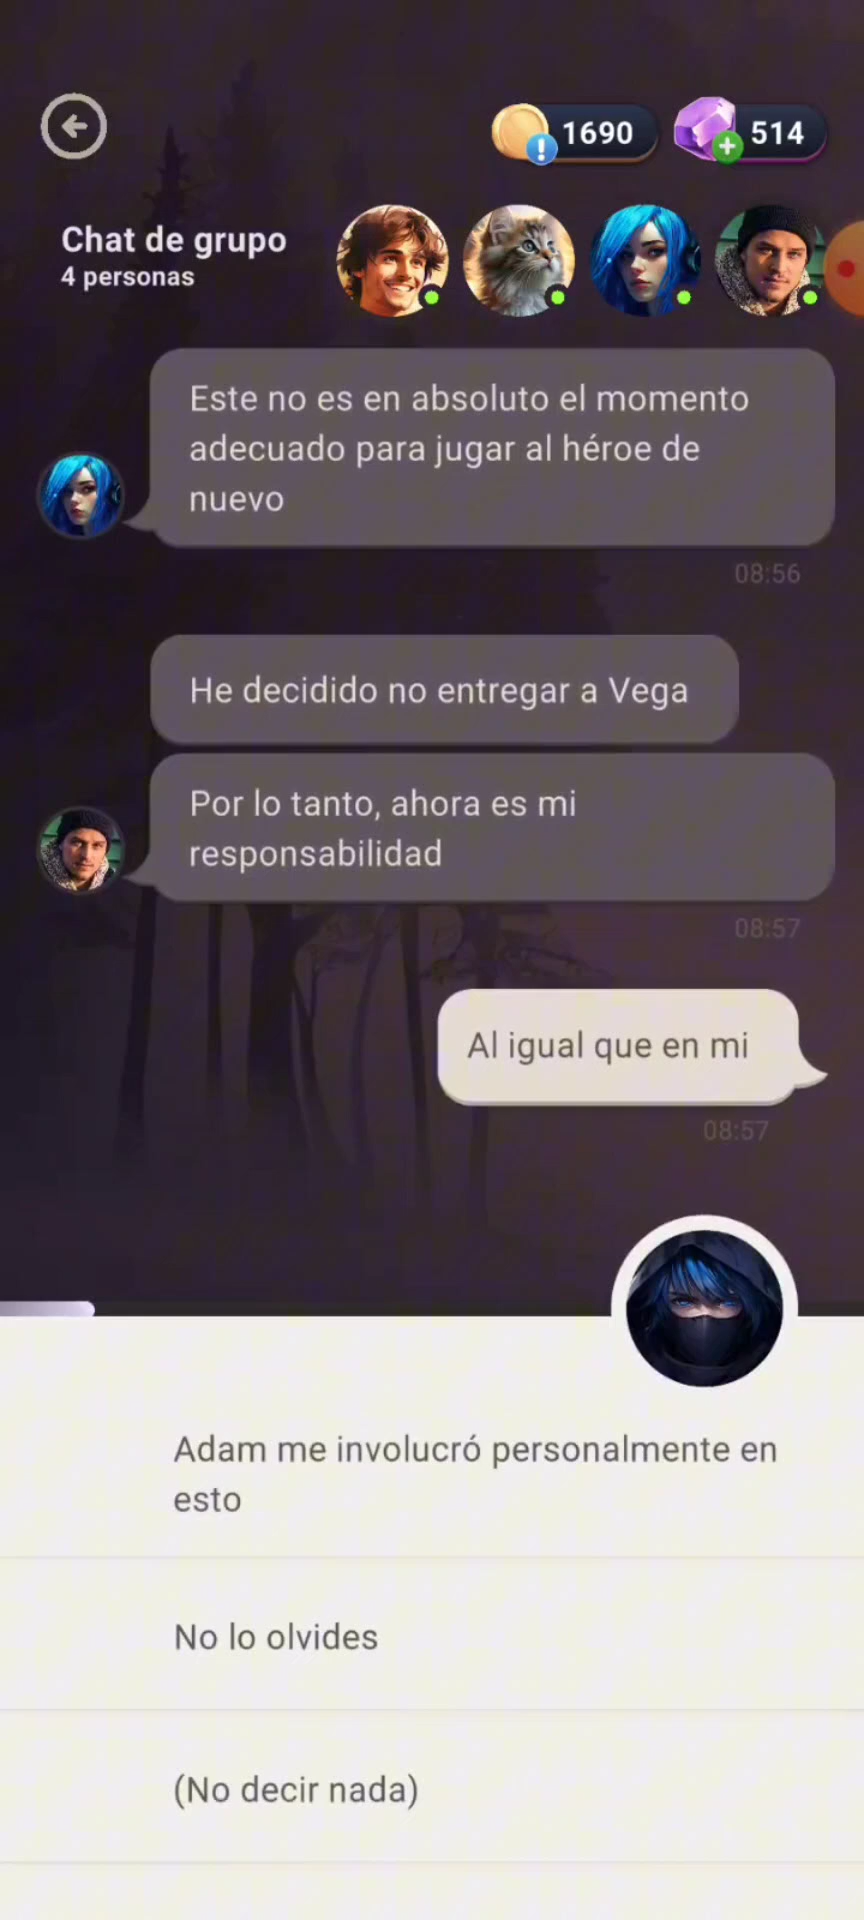 1690
514
Chat de grupo
4 personas
Este no es en absoluto el momento
adecuado para jugar al héroe de
nuevo
08:56
He decidido no entregar a Vega
Por lo tanto, ahora es mi
responsabilidad
08:57
Al igual que en mi
08:57
Adam me involucró personalmente en
esto
No lo olvides
(No decir nada)